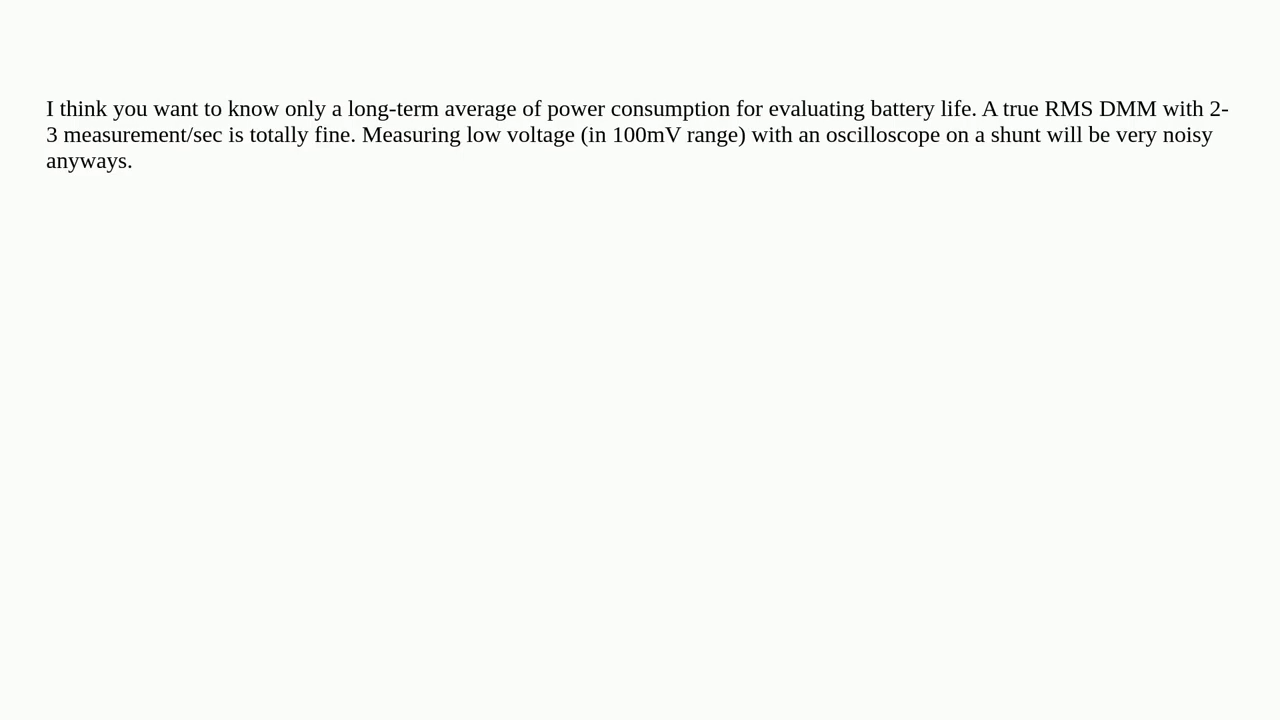 I think you want to know only a long-term average of power consumption for evaluating battery life. A true RMS DMM with 2-
3 measurement/sec is totally fine. Measuring low voltage (in 100mV range) with an oscilloscope on a shunt will be very noisy
anyways.